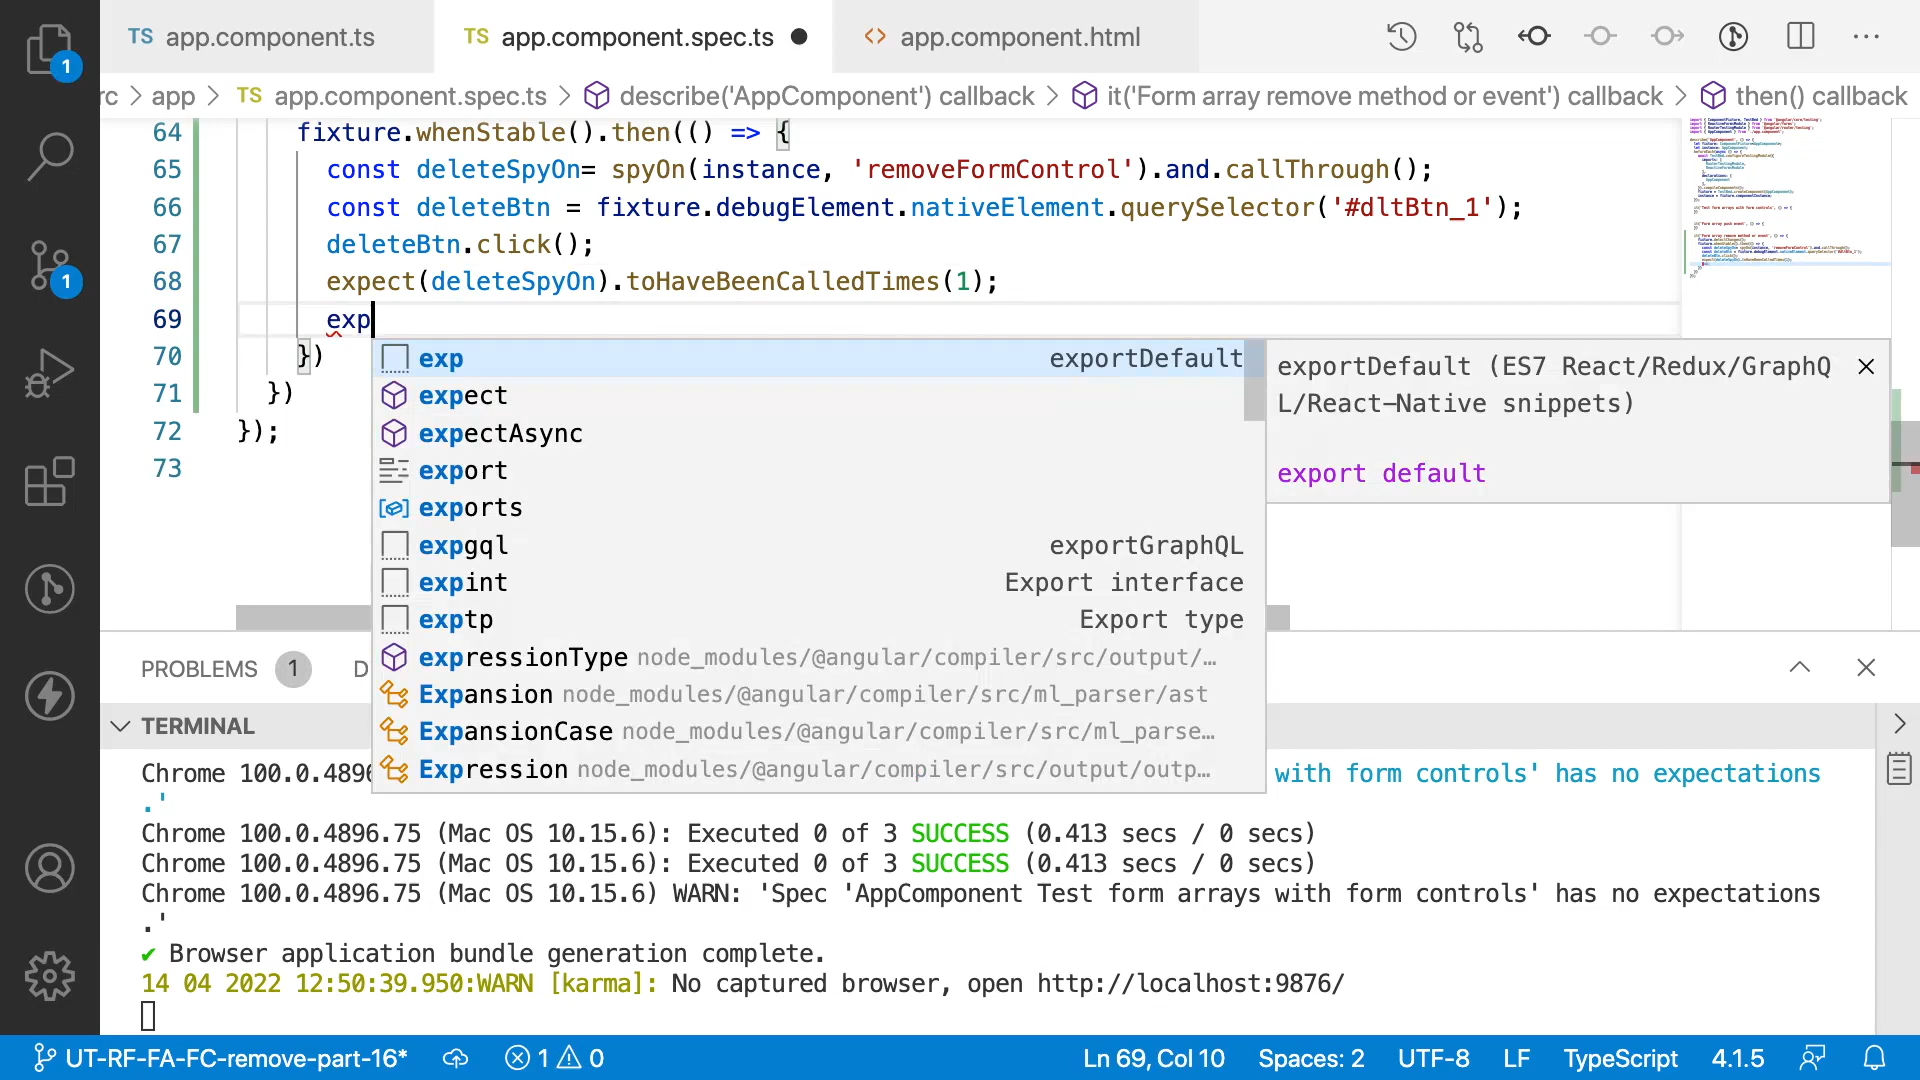 TS app.component.ts
TS app.component.spec.ts
<> app.component.html
rc > app > TS app.component.spec.ts > describe('AppComponent') callback > it('Form array remove method or event') callback > then() callback
64 fixture.whenStable().then(() => {
65 const deleteSpyOn= spyOn(instance, 'removeFormControl').and.callThrough();
66 const deleteBtn = fixture.debugElement.nativeElement.querySelector('#dltBtn_1');
67 deleteBtn.click();
68 expect(deleteSpyOn).toHaveBeenCalledTimes(1);
69 exp
70 })
71 })
72 });
73
exp exportDefault
expect
expectAsync
export
exports
expgql exportGraphQL
expint Export interface
exptp Export type
expressionType node_modules/@angular/compiler/src/output/…
Expansion node_modules/@angular/compiler/src/ml_parser/ast
ExpansionCase node_modules/@angular/compiler/src/ml_parse…
Expression node_modules/@angular/compiler/src/output/outp…
exportDefault (ES7 React/Redux/GraphQ
L/React-Native snippets)
export default
1
1
PROBLEMS 1 D
TERMINAL
Chrome 100.0.4896 with form controls' has no expectations
.'
Chrome 100.0.4896.75 (Mac OS 10.15.6): Executed 0 of 3 SUCCESS (0.413 secs / 0 secs)
Chrome 100.0.4896.75 (Mac OS 10.15.6): Executed 0 of 3 SUCCESS (0.413 secs / 0 secs)
Chrome 100.0.4896.75 (Mac OS 10.15.6) WARN: 'Spec 'AppComponent Test form arrays with form controls' has no expectations
.'
✔ Browser application bundle generation complete.
14 04 2022 12:50:39.950:WARN [karma]: No captured browser, open http://localhost:9876/
UT-RF-FA-FC-remove-part-16* 1 0 Ln 69, Col 10 Spaces: 2 UTF-8 LF TypeScript 4.1.5